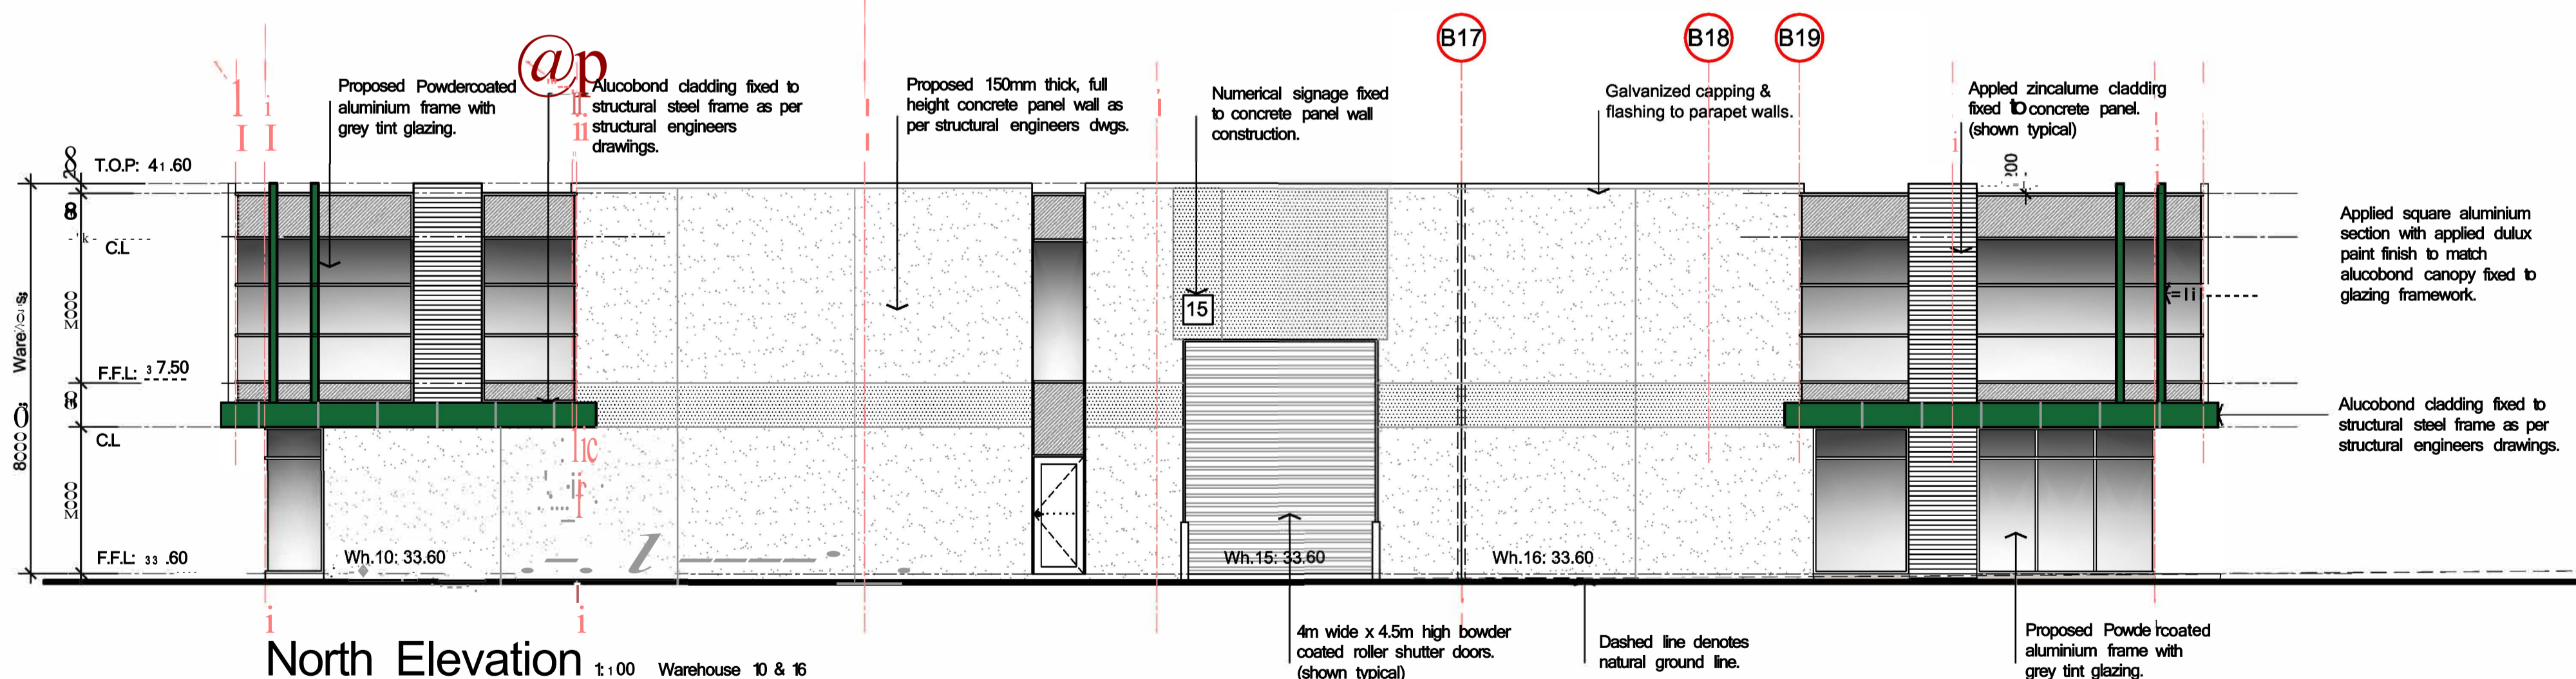 B17
B18
B19
@p
Proposed Powdercoated
aluminium frame with
grey tint glazing.
Alucobond cladding fixed to
structural steel frame as per
structural engineers
drawings.
Proposed 150mm thick, full
height concrete panel wall as
per structural engineers dwgs.
Numerical signage fixed
to concrete panel wall
construction.
Galvanized capping &
flashing to parapet walls.
Appled zincalume claddirg
fixed to concrete panel.
(shown typical)
T.O.P: 41.60
C.L
F.F.L: 37.50
C.L
F.F.L: 33.60
8000
15
Applied square aluminium
section with applied dulux
paint finish to match
alucobond canopy fixed to
glazing framework.
Alucobond cladding fixed to
structural steel frame as per
structural engineers drawings.
Wh.10: 33.60
Wh.15: 33.60
Wh.16: 33.60
4m wide x 4.5m high bowder
coated roller shutter doors.
(shown typical)
Dashed line denotes
natural ground line.
Proposed Powde rcoated
aluminium frame with
grey tint glazing.
North Elevation 1:100 Warehouse 10 & 16